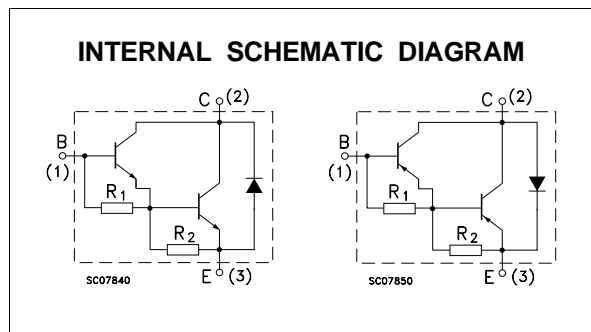 INTERNAL SCHEMATIC DIAGRAM
C (2)
B
(1)
R1
R2
E (3)
SC07840
C (2)
B
(1)
R1
R2
E (3)
SC07850